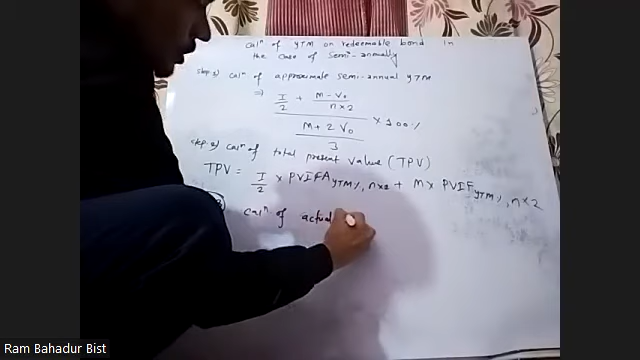 calⁿ of YTM on redeemable bond in
the case of semi-annually
step 1) calⁿ of approximate semi-annual YTM
⇒ I/2 + M - V₀/n×2
M + 2 V₀/3 × 100%
step 2) calⁿ of total present value (TPV)
TPV = I/2 × PVIFA YTM%, n×2 + M × PVIF YTM%, n×2
calⁿ of actual
Ram Bahadur Bist